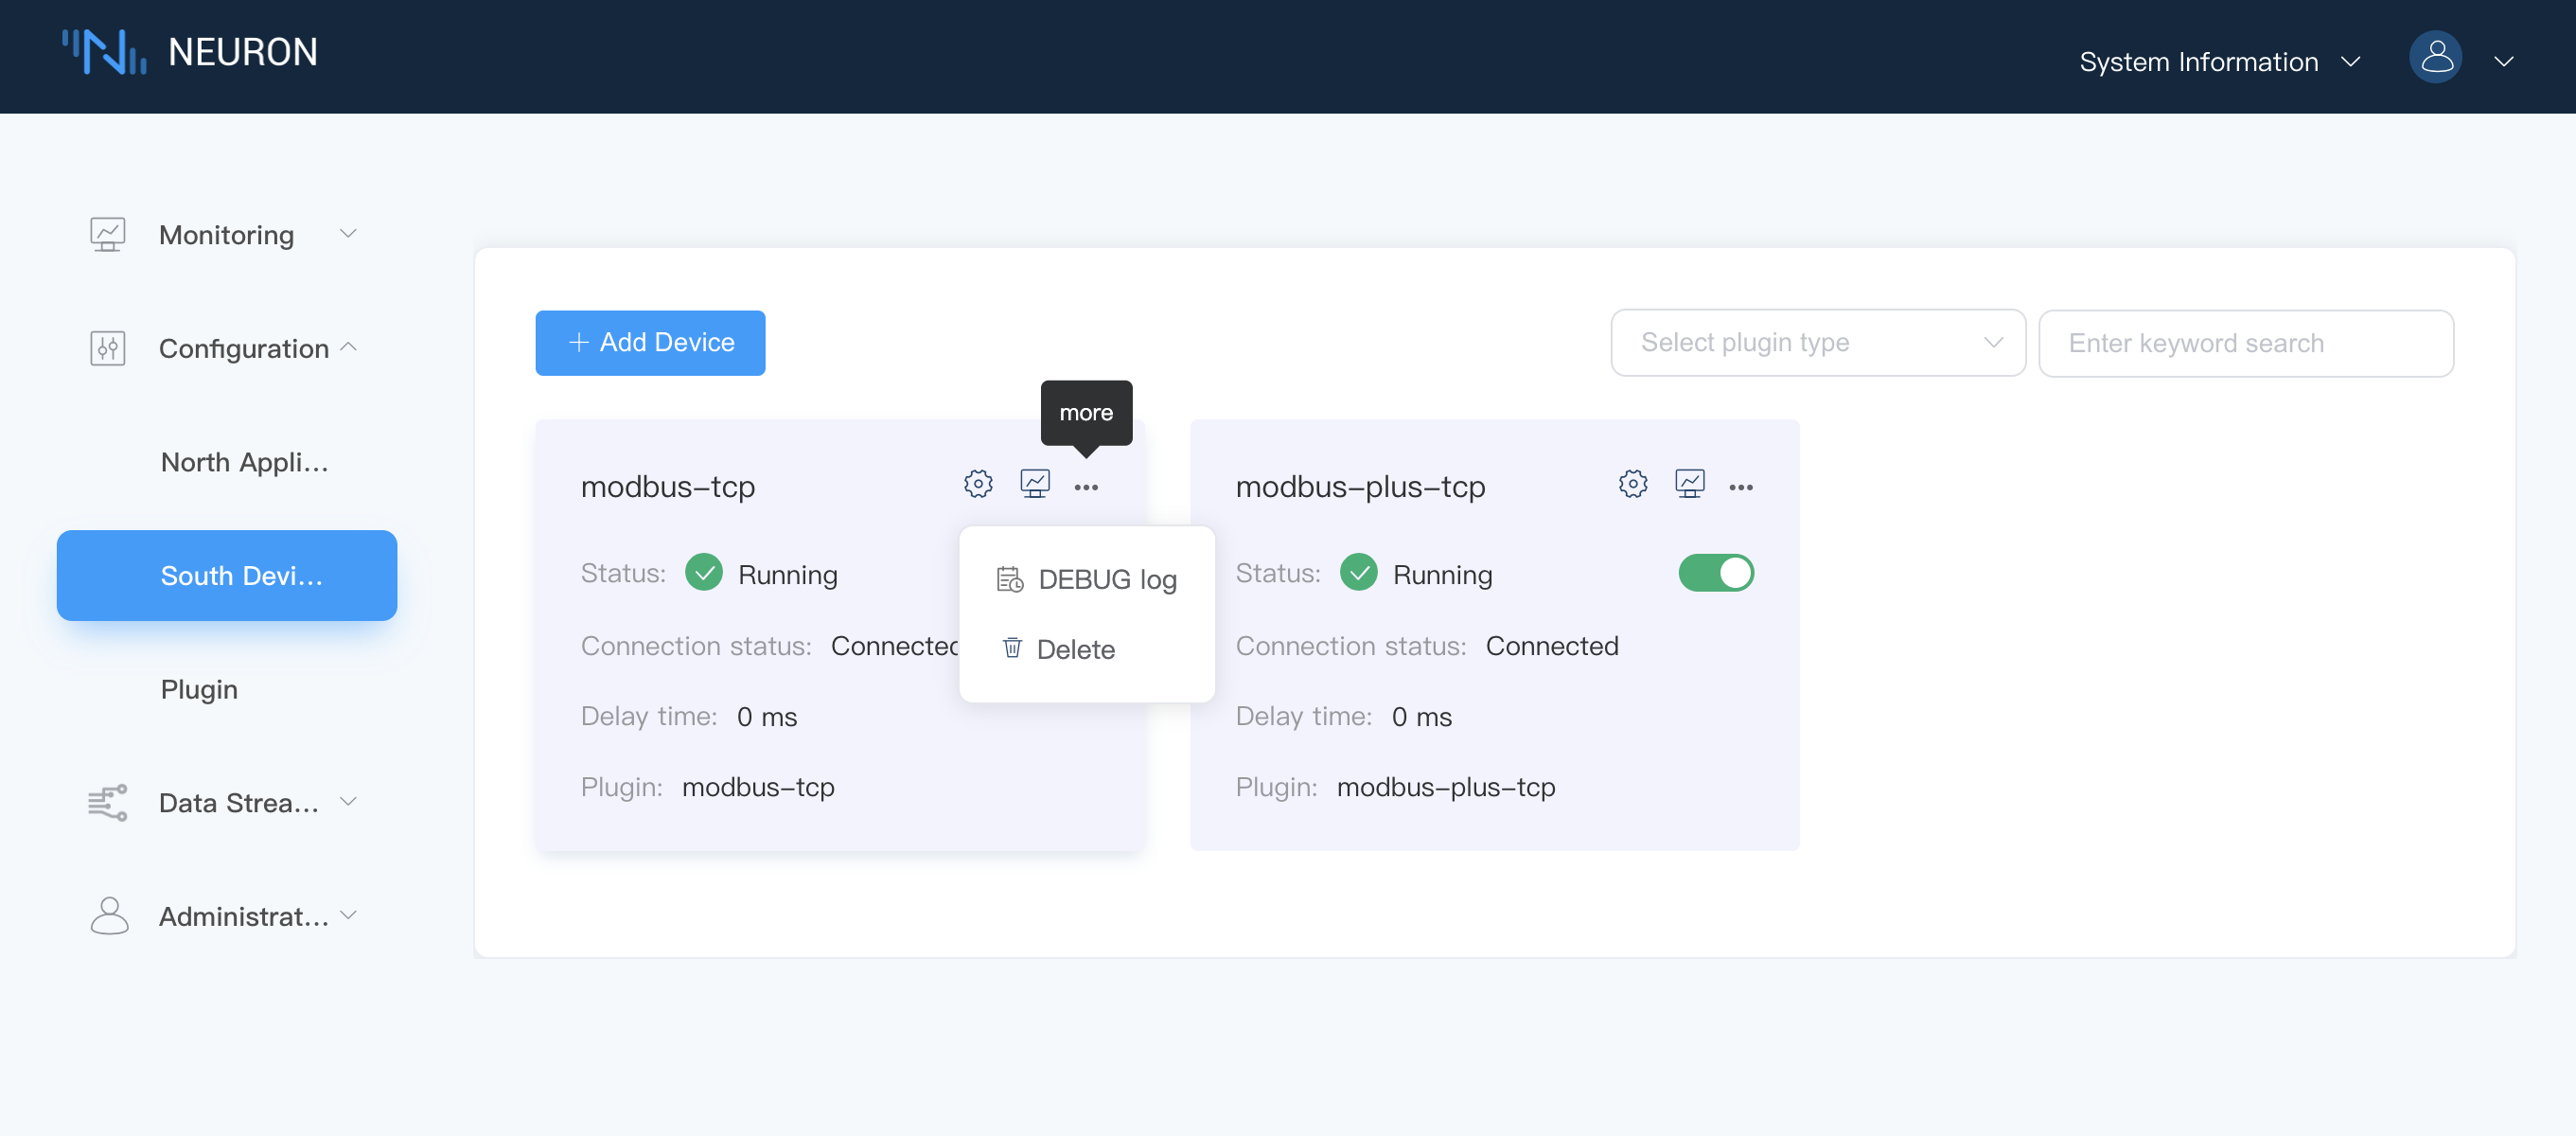 NEURON
System Information
Monitoring
Configuration
North Appli...
South Devi...
Plugin
Data Strea...
Administrat...
Add Device
Select plugin type
Enter keyword search
more
modbus-tcp
Status: Running
Connection status: Connected
Delay time: 0 ms
Plugin: modbus-tcp
DEBUG log
Delete
modbus-plus-tcp
Status: Running
Connection status: Connected
Delay time: 0 ms
Plugin: modbus-plus-tcp